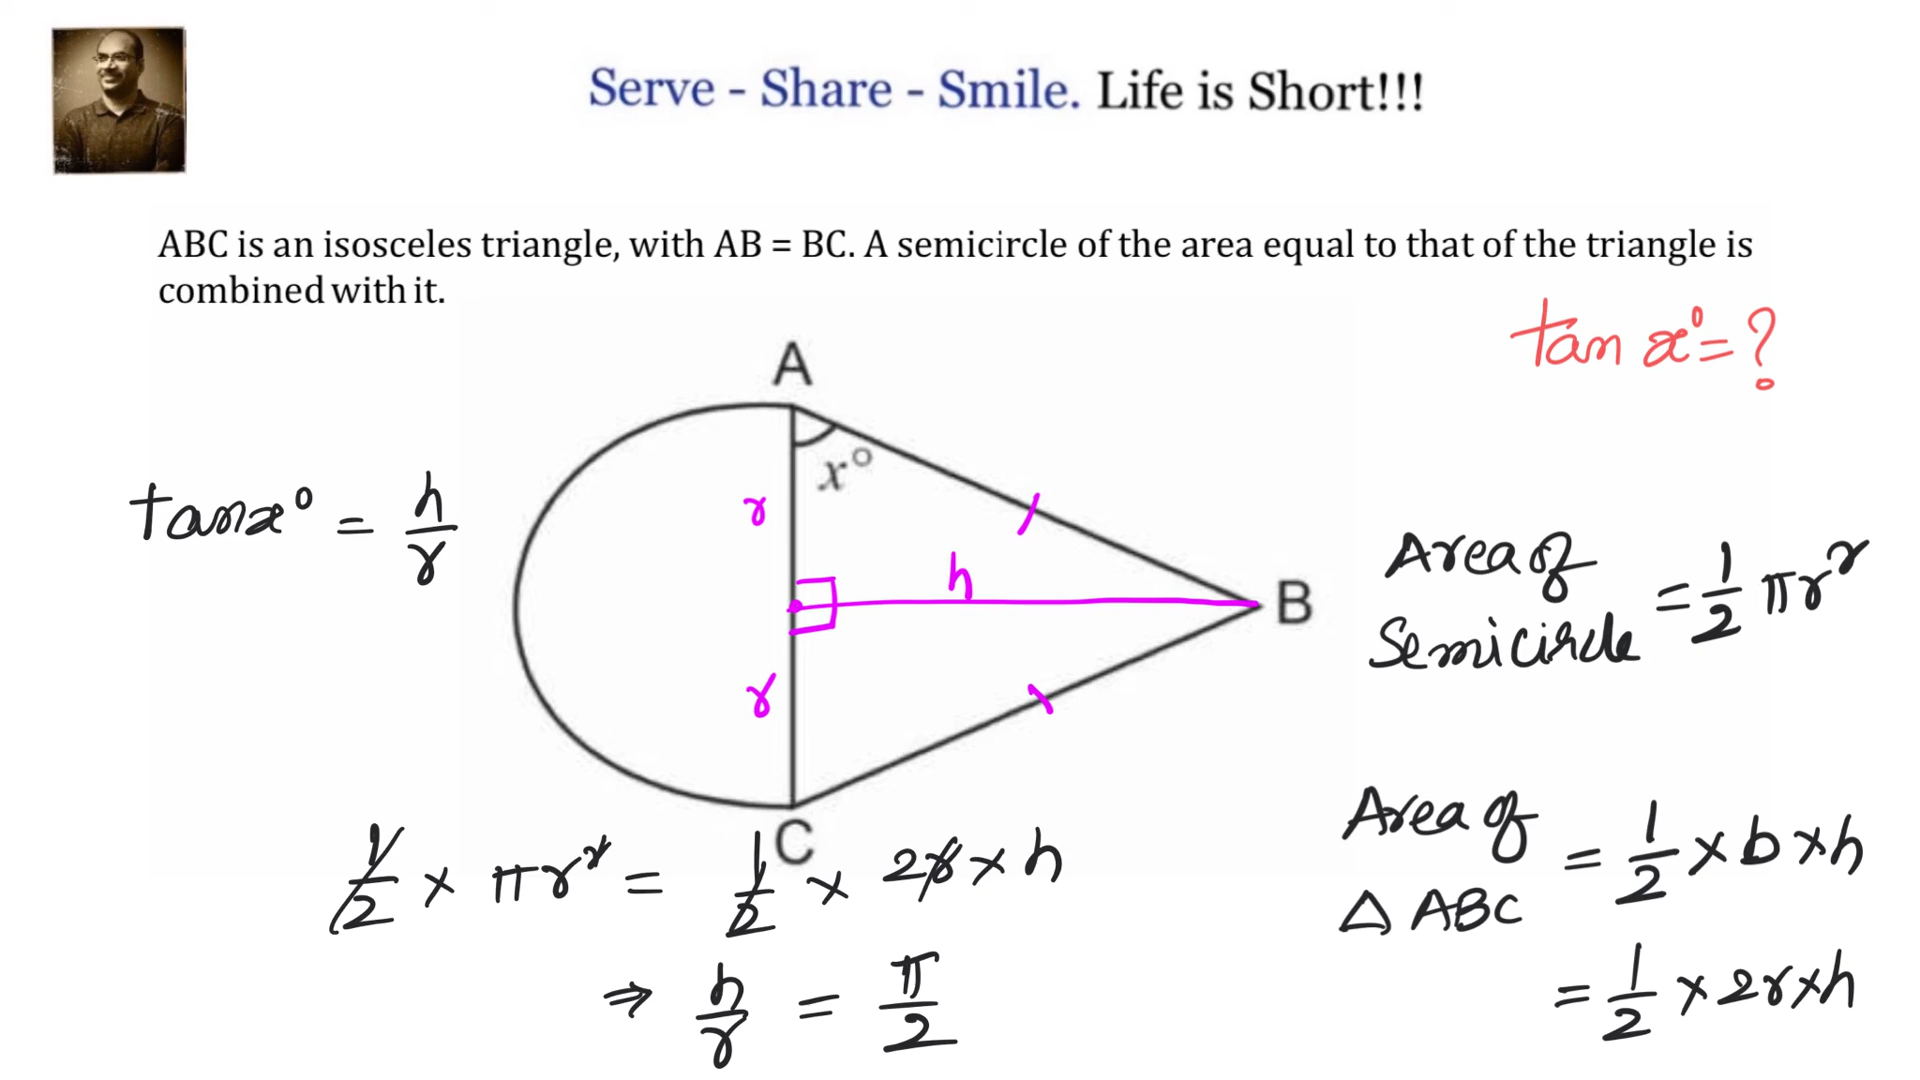 Serve - Share - Smile. Life is Short!!!
ABC is an isosceles triangle, with AB = BC. A semicircle of the area equal to that of the triangle is
combined with it.
tan x° = ?
A
x°
tanx° = h/r
r
h
B
r
C
Area of
Semicircle = 1/2 πr²
Area of
△ ABC = 1/2 × b × h
= 1/2 × 2r × h
1/2 × πr² = 1/2 × 2r × h
⇒ h/r = π/2